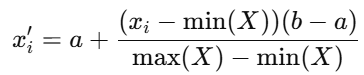 x'_i = a + \frac{(x_i − min(X))(b − a)}{max(X) − min(X)}